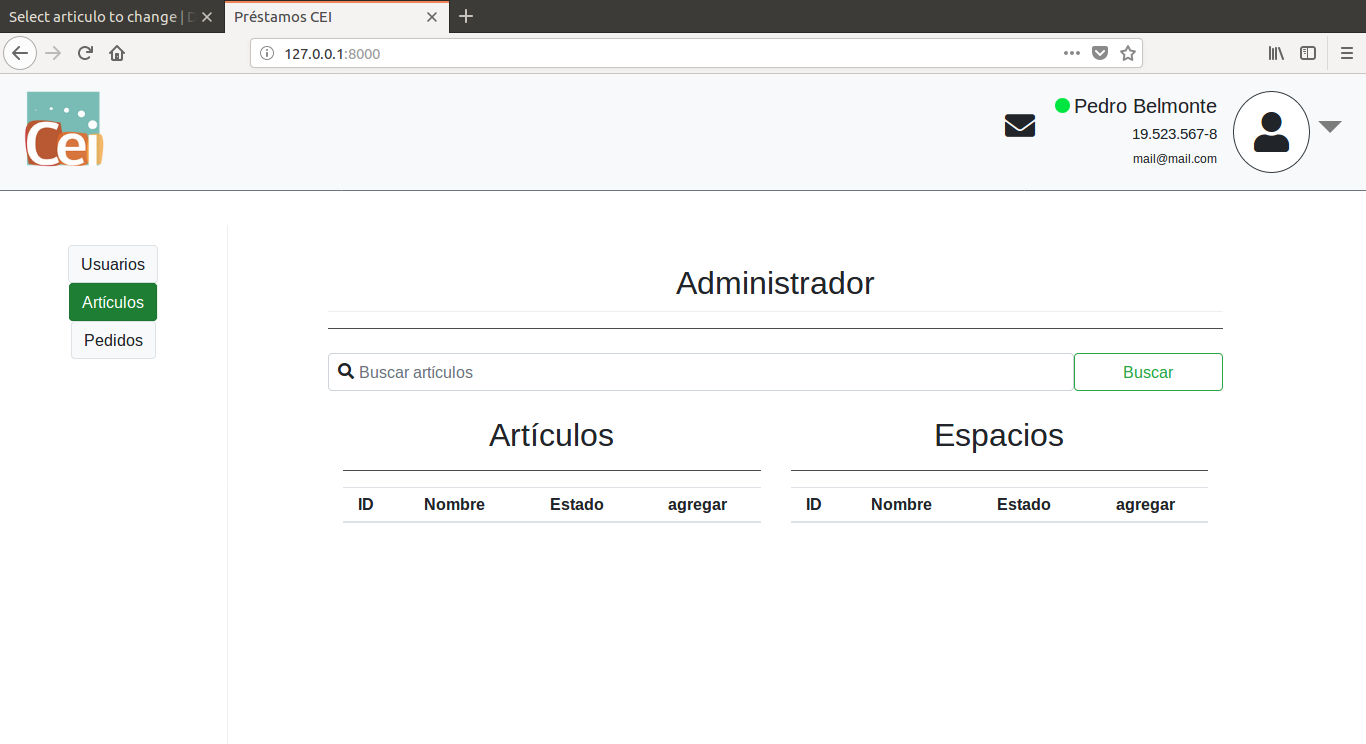 Select articulo to change |
Préstamos CEI
127.0.0.1:8000
Cei
Pedro Belmonte
19.523.567-8
mail@mail.com
Usuarios
Artículos
Pedidos
Administrador
Buscar artículos
Buscar
Artículos
Espacios
ID Nombre Estado agregar
ID Nombre Estado agregar